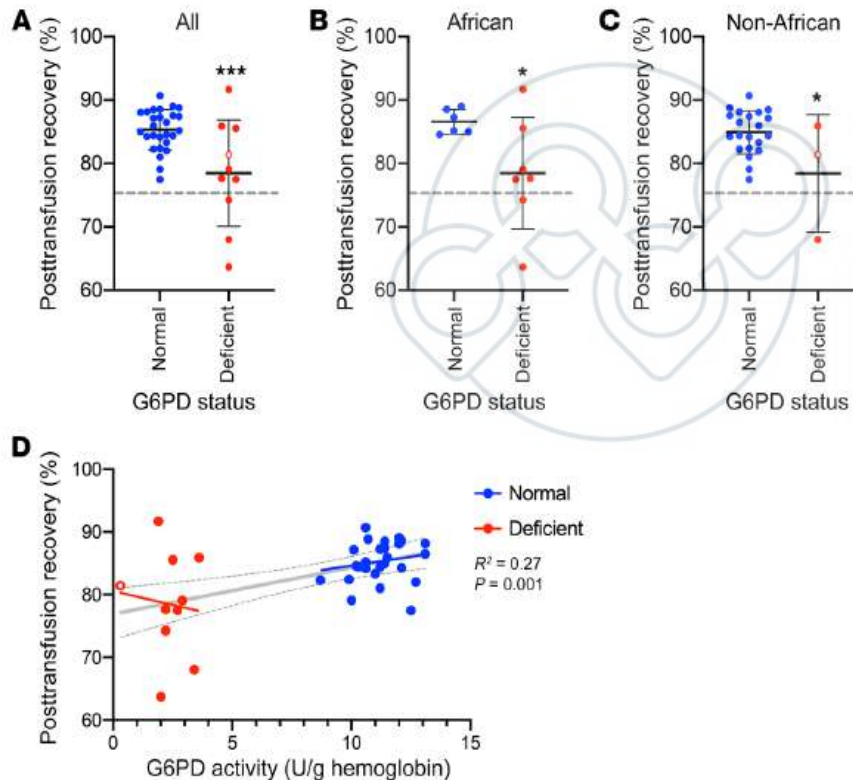 A All
Posttransfusion recovery (%)
100
90
80
70
60
***
Normal
Deficient
G6PD status
B African
Posttransfusion recovery (%)
100
90
80
70
60
*
Normal
Deficient
G6PD status
C Non-African
Posttransfusion recovery (%)
100
90
80
70
60
*
Normal
Deficient
G6PD status
D
Posttransfusion recovery (%)
100
90
80
70
60
0 5 10 15
G6PD activity (U/g hemoglobin)
Normal
Deficient
R² = 0.27
P = 0.001